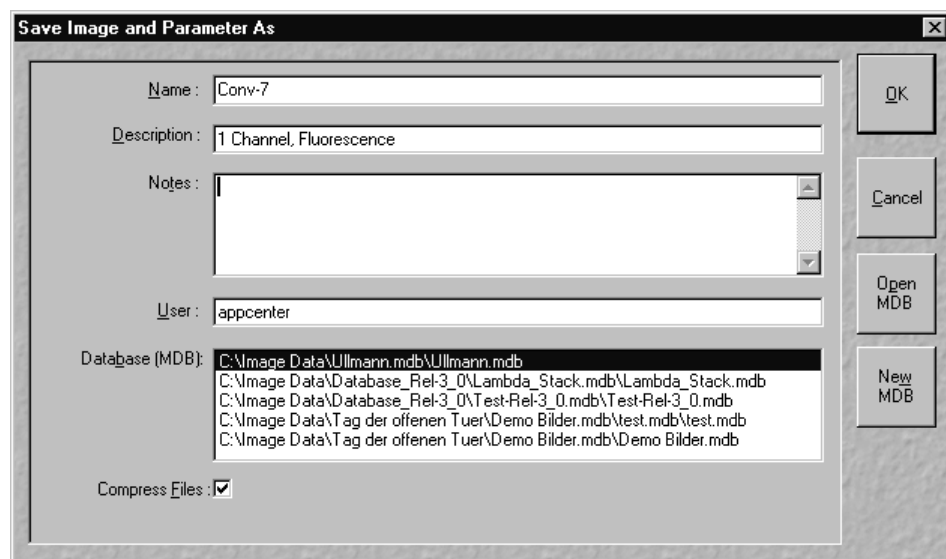 Save Image and Parameter As
Name : Conv-7
OK
Description : 1 Channel, Fluorescence
Notes :
Cancel
Open
MDB
User : appcenter
Database (MDB): C:\Image Data\Ullmann.mdb\Ullmann.mdb
C:\Image Data\Database_Rel-3_0\Lambda_Stack.mdb\Lambda_Stack.mdb
C:\Image Data\Database_Rel-3_0\Test-Rel-3_0.mdb\Test-Rel-3_0.mdb
C:\Image Data\Tag der offenen Tuer\Demo Bilder.mdb\test.mdb\test.mdb
C:\Image Data\Tag der offenen Tuer\Demo Bilder.mdb\Demo Bilder.mdb
New
MDB
Compress Files :